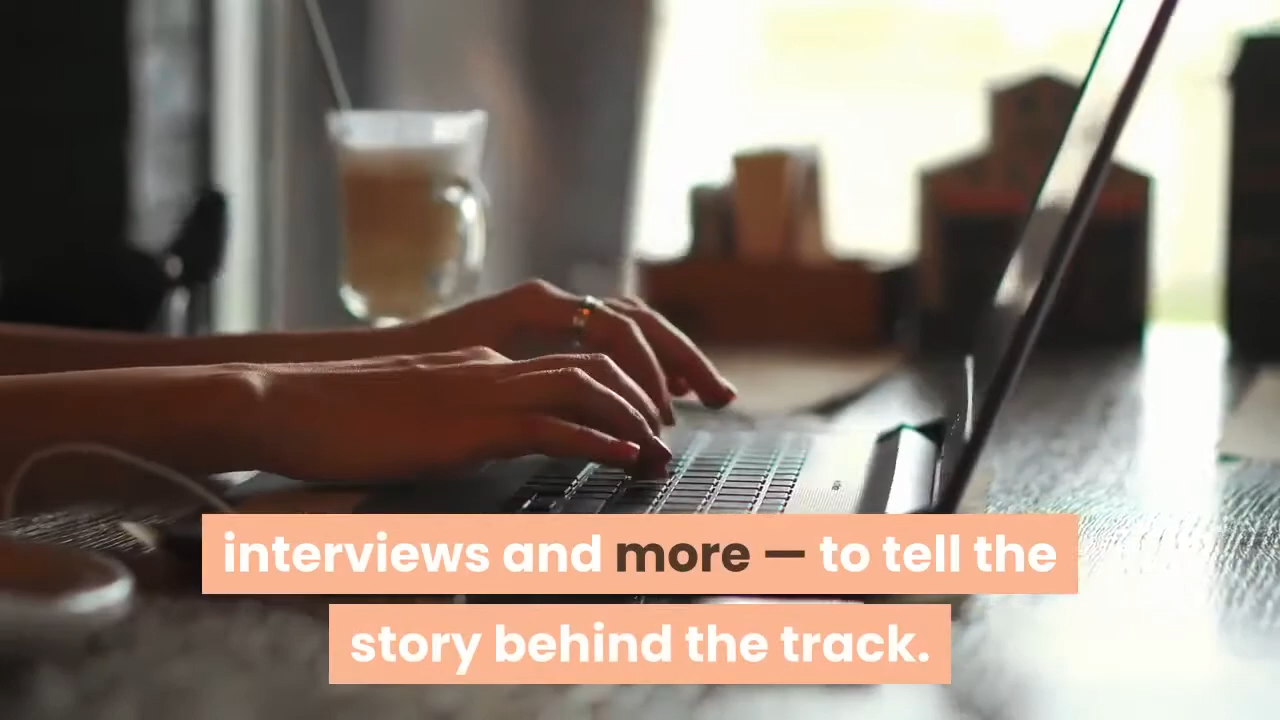 interviews and more — to tell the
story behind the track.